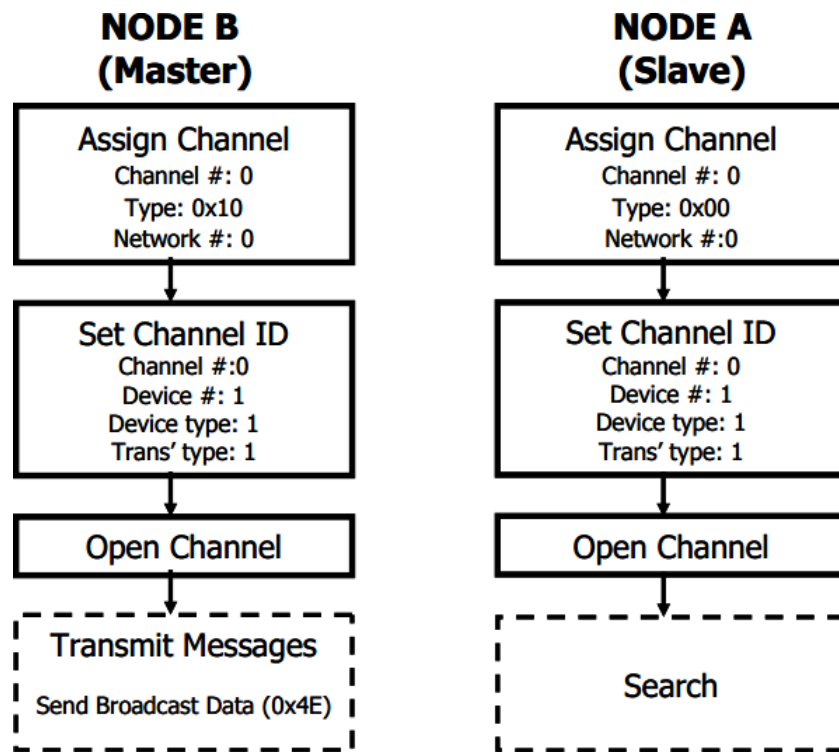 NODE B
(Master)
Assign Channel
Channel #: 0
Type: 0x10
Network #: 0
Set Channel ID
Channel #:0
Device #: 1
Device type: 1
Trans’ type: 1
Open Channel
Transmit Messages
Send Broadcast Data (0x4E)
NODE A
(Slave)
Assign Channel
Channel #: 0
Type: 0x00
Network #:0
Set Channel ID
Channel #: 0
Device #: 1
Device type: 1
Trans’ type: 1
Open Channel
Search